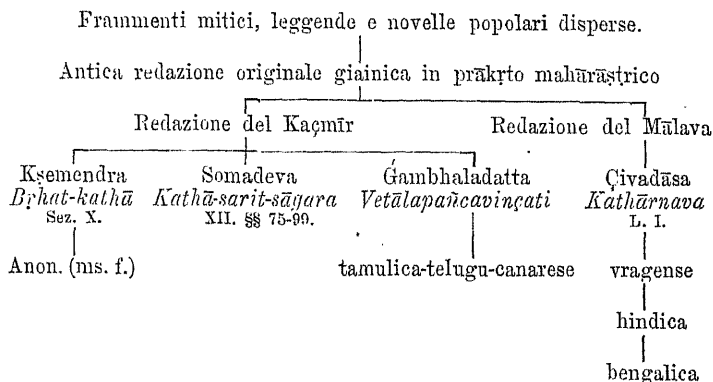 Frammenti mitici, leggende e novelle popolari disperse.
Antica redazione originale giainica in prākṛto mahārāṣṭrico
Redazione del Kaçmīr Redazione del Mālava
Kṣemendra Somadeva Ǵambhaladatta Çivadāsa
Bṛhat-kathā Kathā-sarit-sāgara Vetālapañcavinçati Kathārnava
Sez. X. XII. §§ 75-99. L. I.
Anon. (ms. f.) tamulica-telugu-canarese vragense
hindica
bengalica